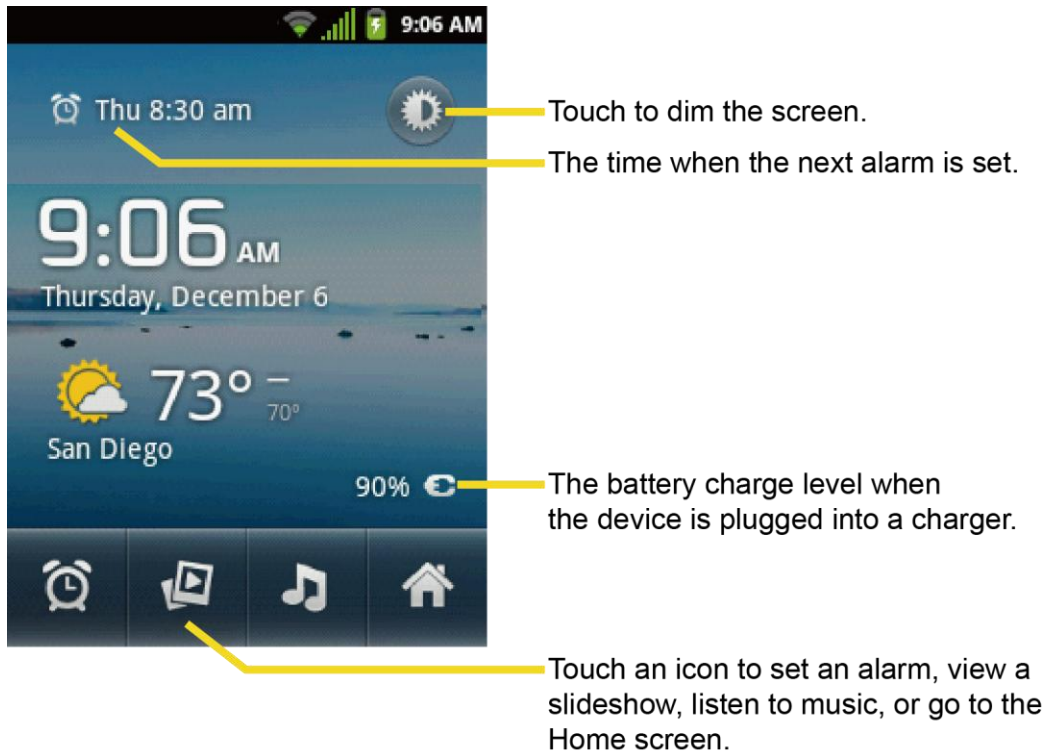 9:06 AM
Thu 8:30 am
Touch to dim the screen.
The time when the next alarm is set.
9:06 AM
Thursday, December 6
73° –
70°
San Diego
90%
The battery charge level when
the device is plugged into a charger.
Touch an icon to set an alarm, view a
slideshow, listen to music, or go to the
Home screen.